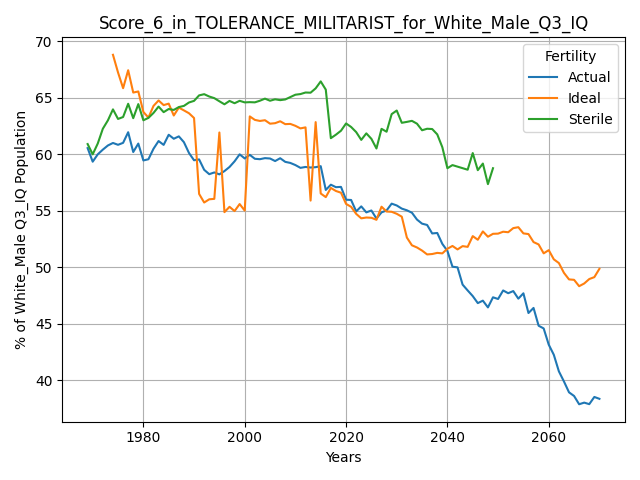 Score_6_in_TOLERANCE_MILITARIST_for_White_Male_Q3_IQ
Fertility
Actual
Ideal
Sterile
% of White_Male Q3_IQ Population
70
65
60
55
50
45
40
1980
2000
2020
2040
2060
Years